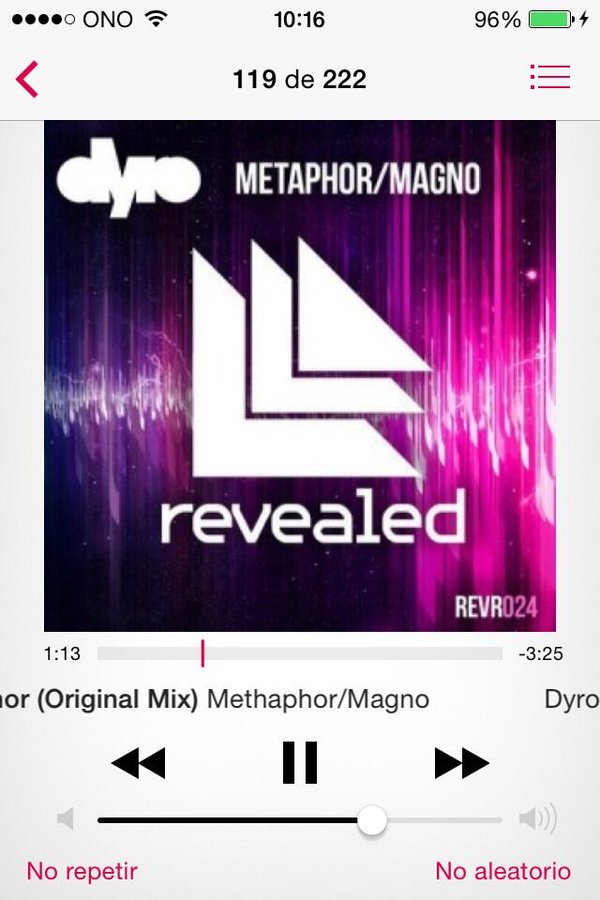 ONO 10:16 96%
119 de 222
dyro METAPHOR/MAGNO
revealed
REVR024
1:13 -3:25
(Original Mix) Methaphor/Magno Dyro
No repetir No aleatorio